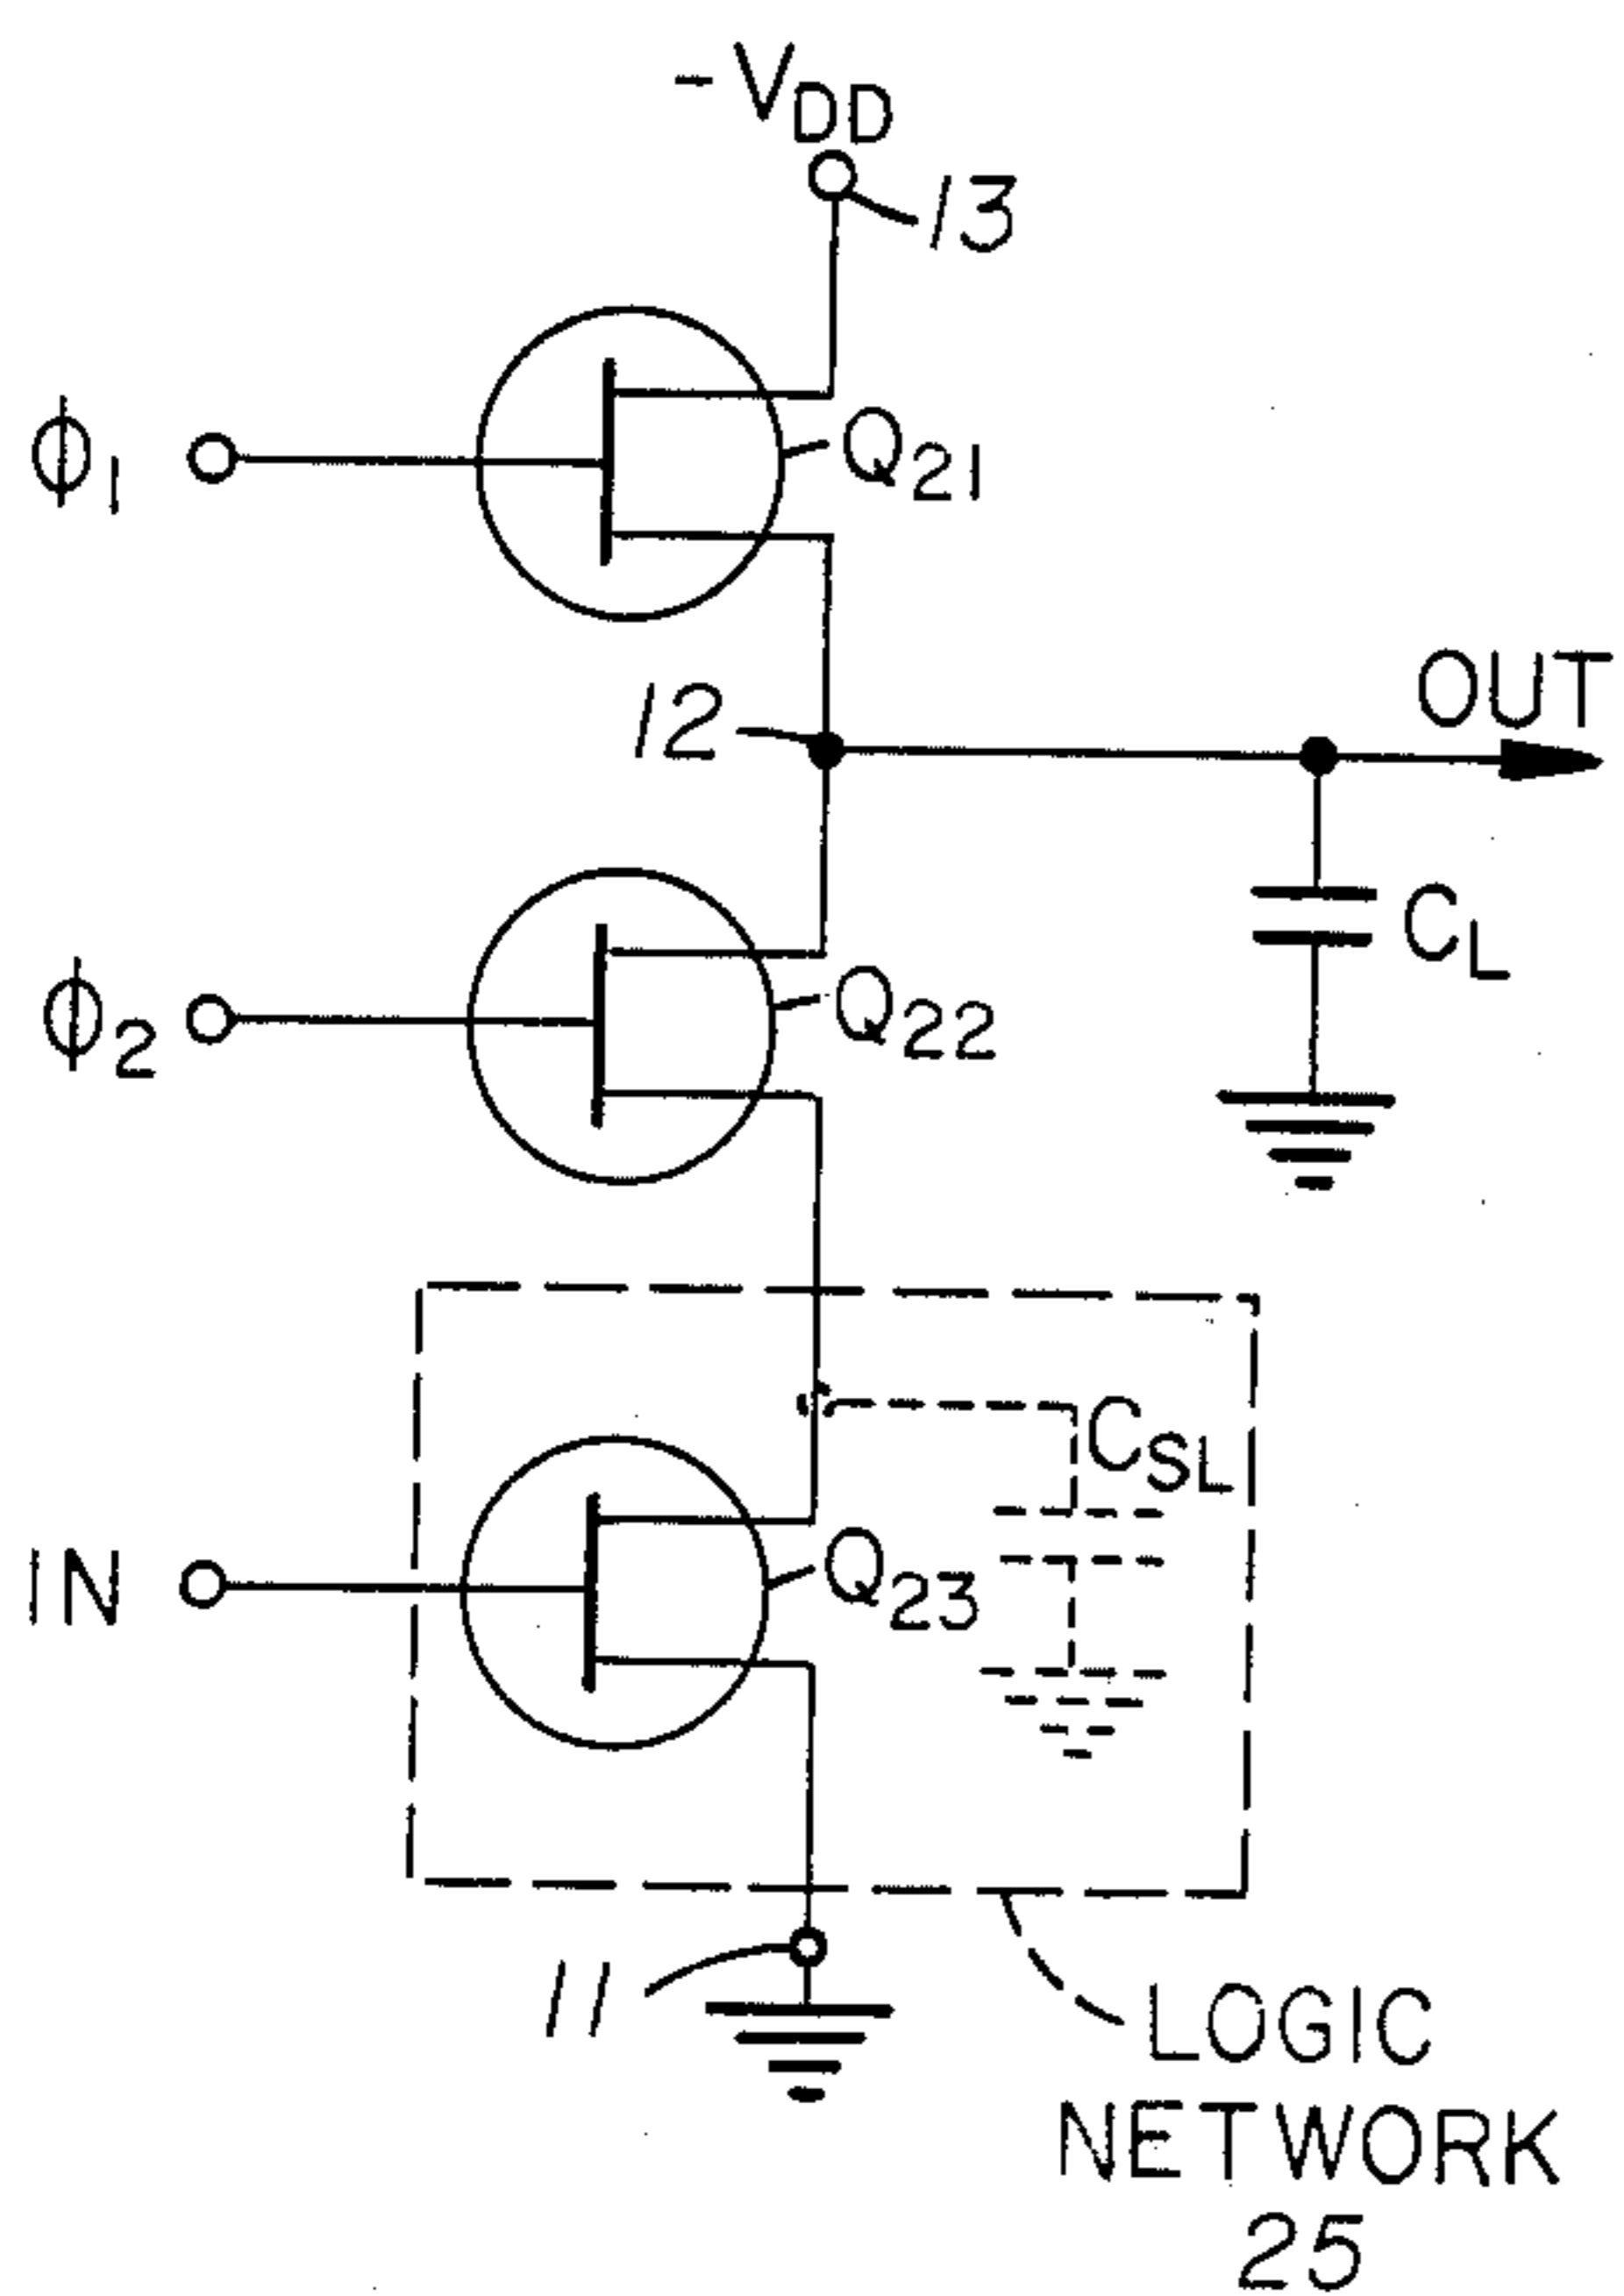 -VDD
13
ϕ1
Q21
OUT
12
CL
ϕ2
Q22
CSL
IN
Q23
11
LOGIC
NETWORK
25